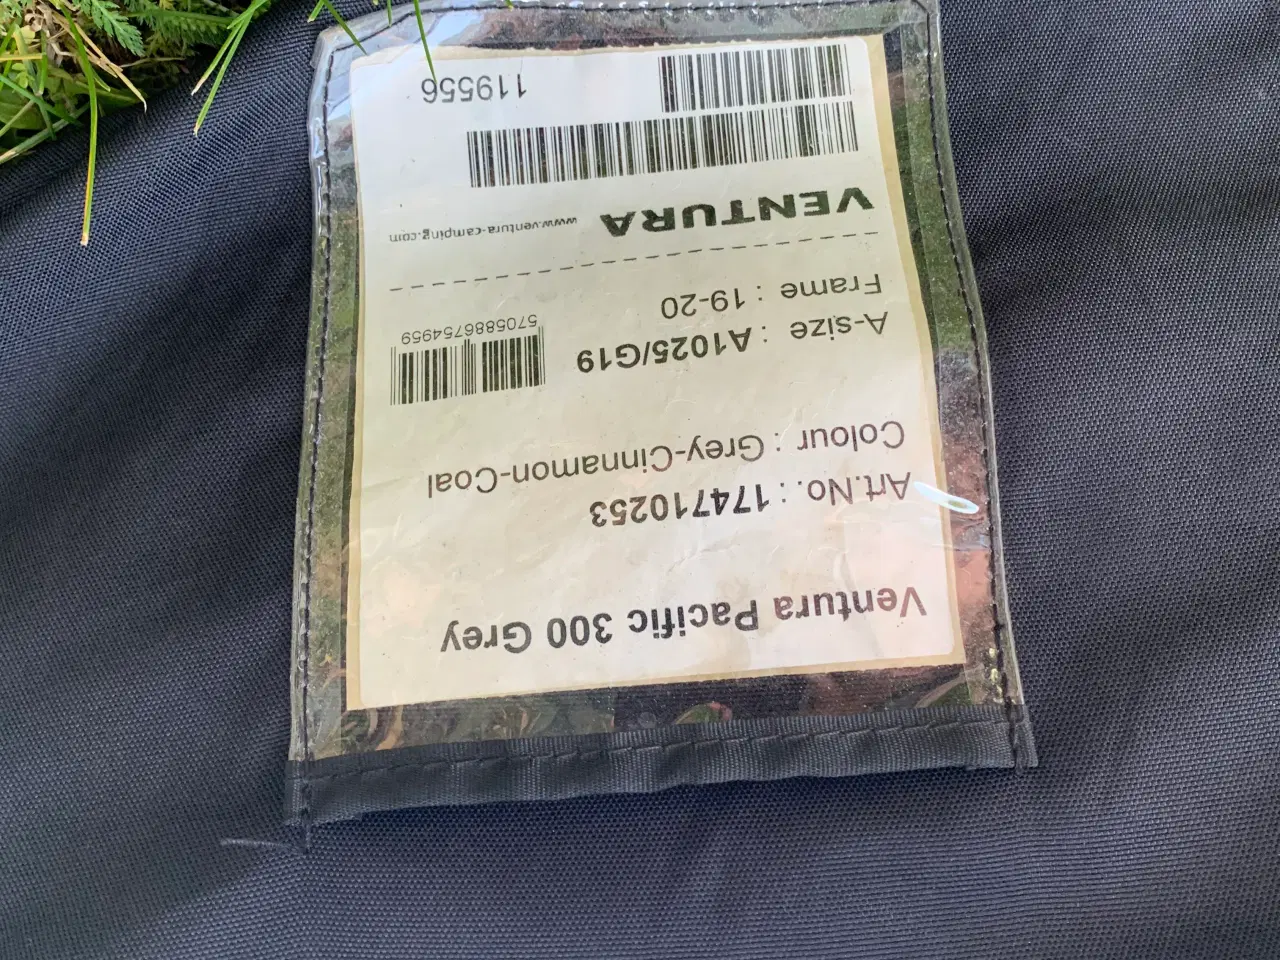 Ventura Pacific 300 Grey
Art.No. : 174710253
Colour : Grey-Cinnamon-Coal
A-size : A1025/G19
Frame : 19-20
5705886754959
VENTURA www.ventura-camping.com
119556